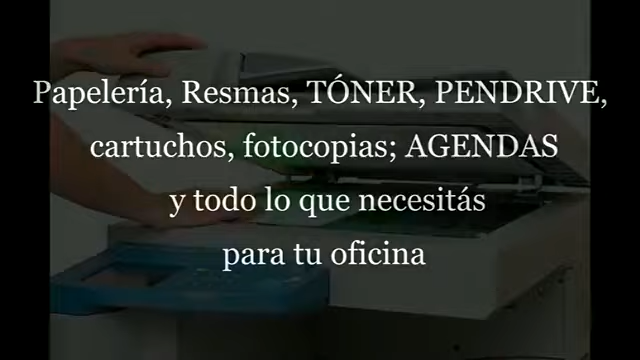 Papelería, Resmas, TÓNER, PENDRIVE,
cartuchos, fotocopias; AGENDAS
y todo lo que necesitás
para tu oficina